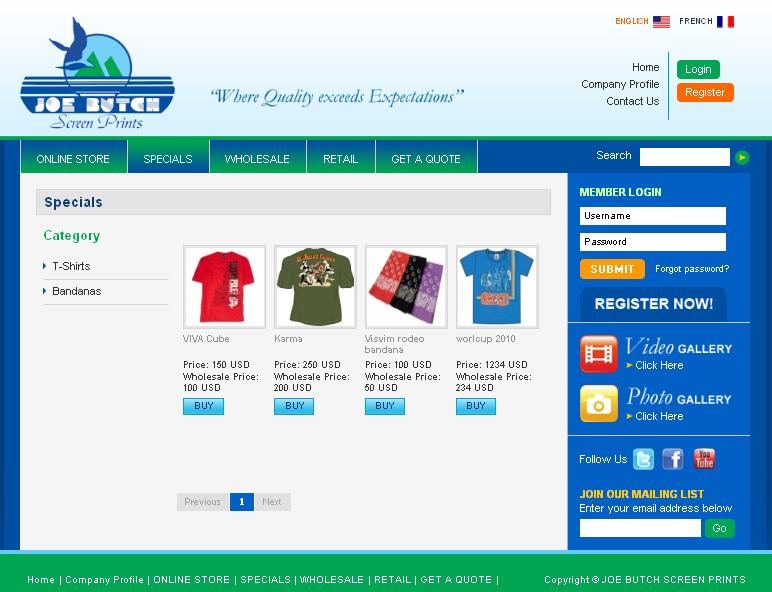 ENGLISH FRENCH
JOE BUTCH
Screen Prints
"Where Quality exceeds Expectations"
Home
Company Profile
Contact Us
Login
Register
ONLINE STORE SPECIALS WHOLESALE RETAIL GET A QUOTE
Search
Specials
Category
T-Shirts
Bandanas
VIVA Cube
Price: 150 USD
Wholesale Price:
100 USD
BUY
Karma
Price: 250 USD
Wholesale Price:
200 USD
BUY
Visvim rodeo
bandana
Price: 100 USD
Wholesale Price:
50 USD
BUY
worlcup 2010
Price: 1234 USD
Wholesale Price:
234 USD
BUY
Previous 1 Next
MEMBER LOGIN
Username
Password
SUBMIT Forgot password?
REGISTER NOW!
Video GALLERY
Click Here
Photo GALLERY
Click Here
Follow Us
You
Tube
JOIN OUR MAILING LIST
Enter your email address below
Go
Home | Company Profile | ONLINE STORE | SPECIALS | WHOLESALE | RETAIL | GET A QUOTE |
Copyright © JOE BUTCH SCREEN PRINTS